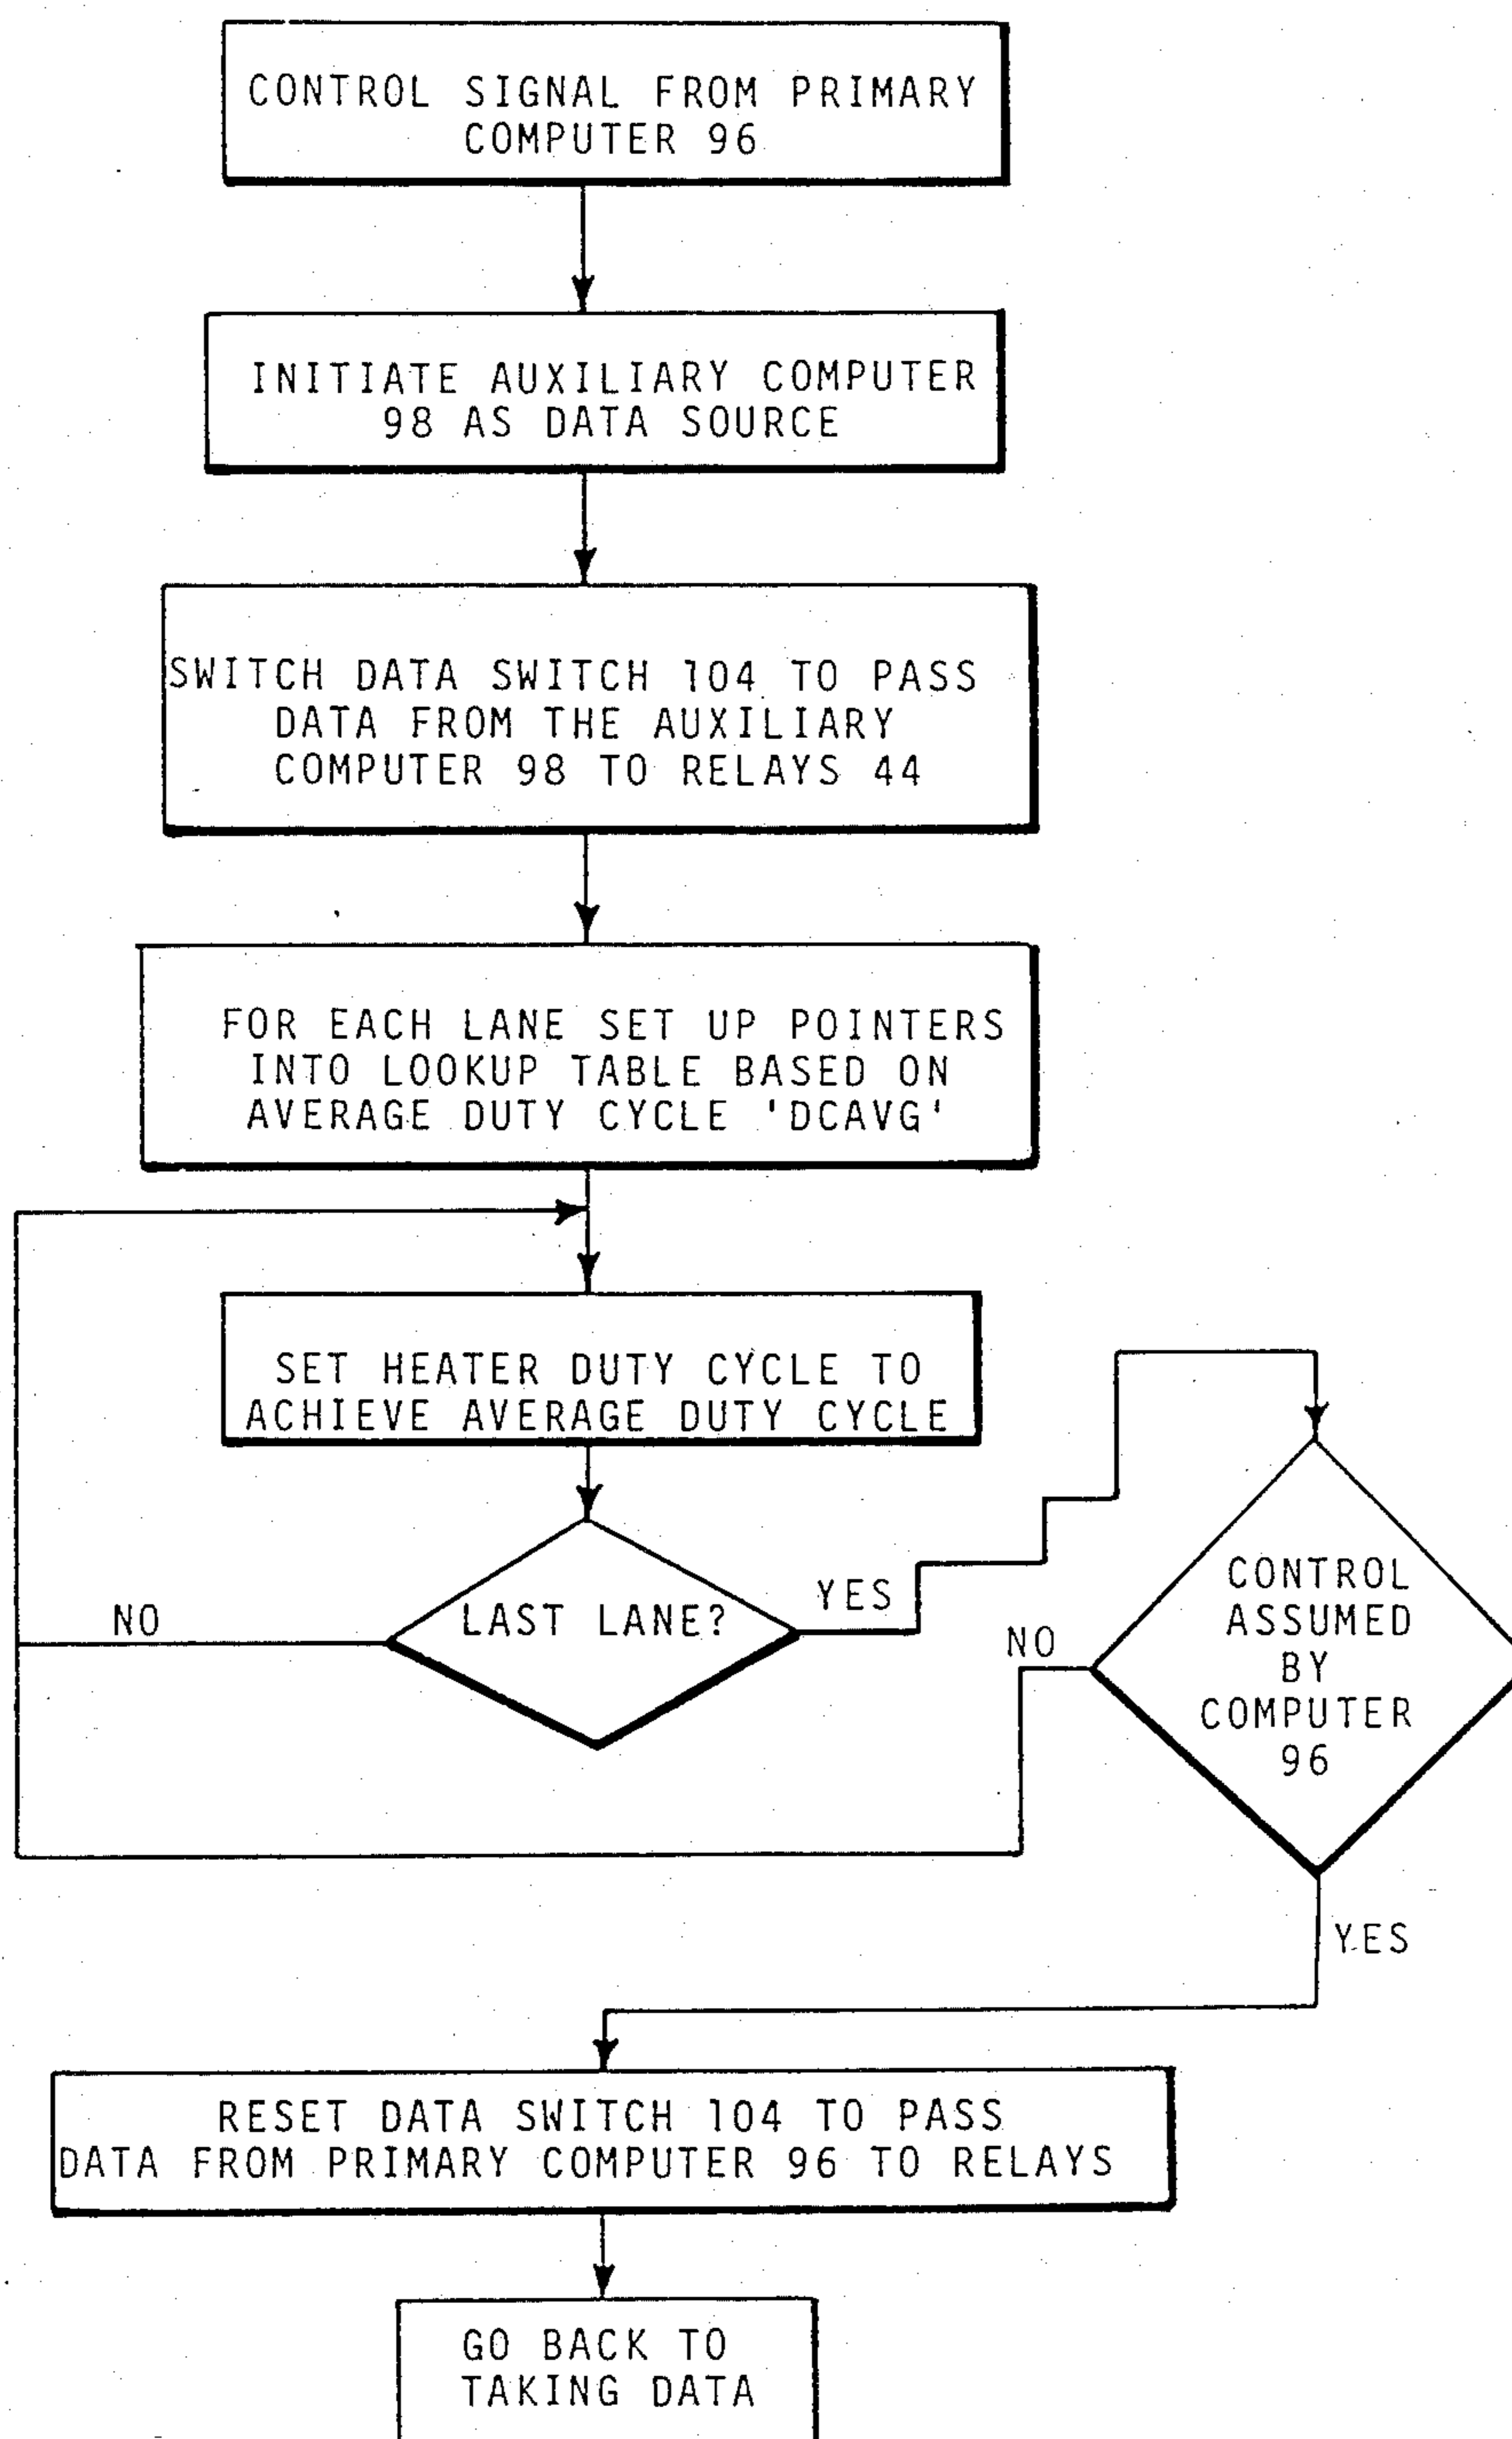 CONTROL SIGNAL FROM PRIMARY
COMPUTER 96
INITIATE AUXILIARY COMPUTER
98 AS DATA SOURCE
SWITCH DATA SWITCH 104 TO PASS
DATA FROM THE AUXILIARY
COMPUTER 98 TO RELAYS 44
FOR EACH LANE SET UP POINTERS
INTO LOOKUP TABLE BASED ON
AVERAGE DUTY CYCLE 'DCAVG'
SET HEATER DUTY CYCLE TO
ACHIEVE AVERAGE DUTY CYCLE
LAST LANE?
NO
YES
CONTROL
ASSUMED
BY
COMPUTER
96
NO
YES
RESET DATA SWITCH 104 TO PASS
DATA FROM PRIMARY COMPUTER 96 TO RELAYS
GO BACK TO
TAKING DATA